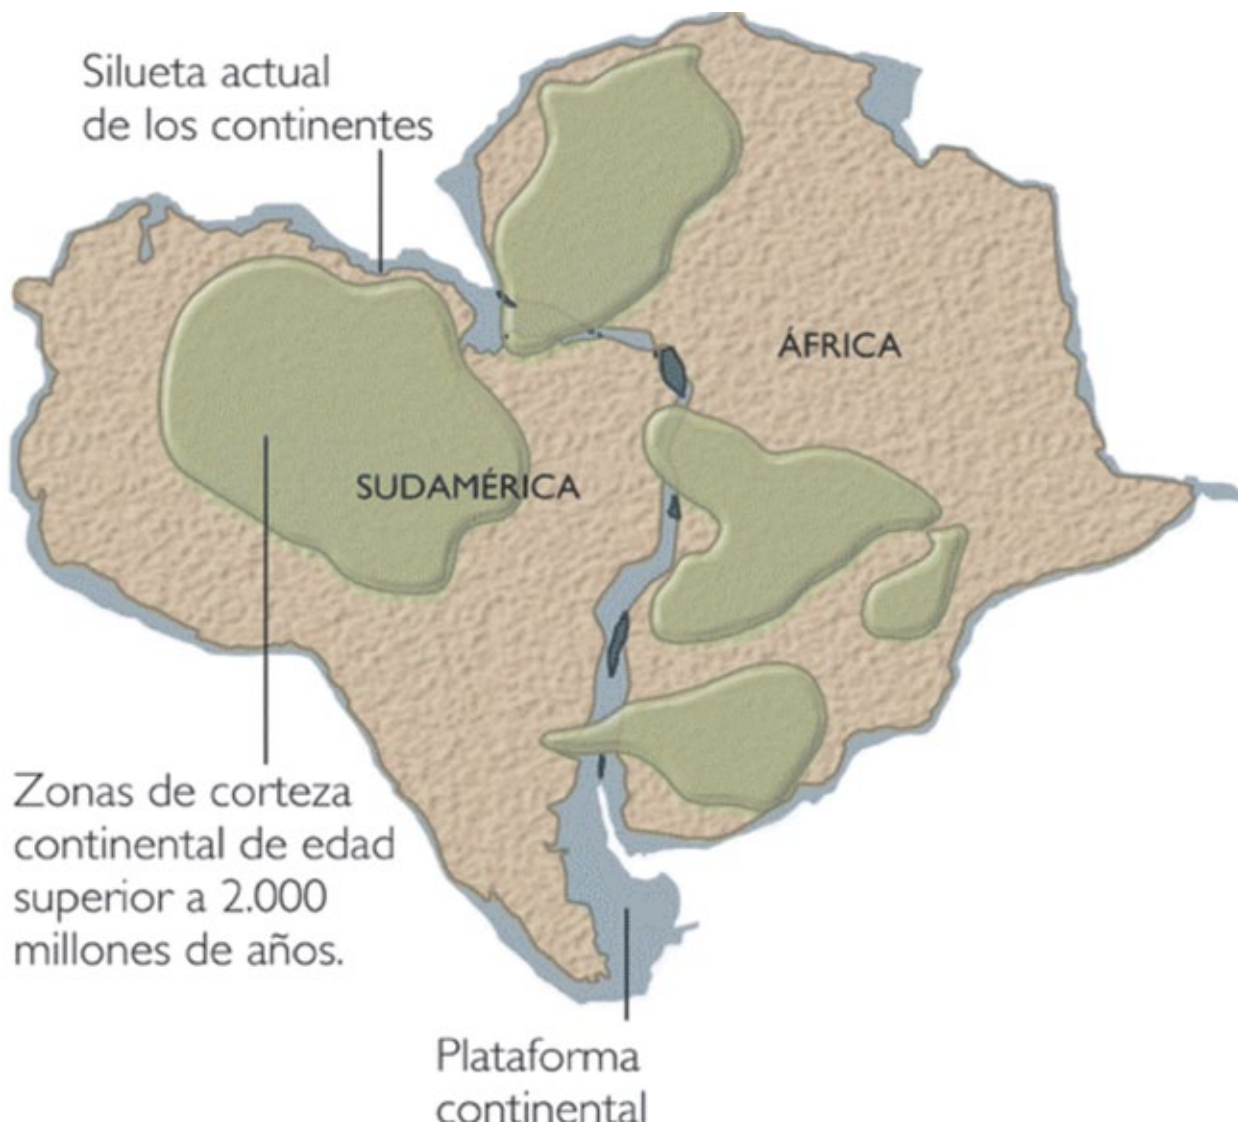 Silueta actual
de los continentes
ÁFRICA
SUDAMÉRICA
Zonas de corteza
continental de edad
superior a 2.000
millones de años.
Plataforma
continental